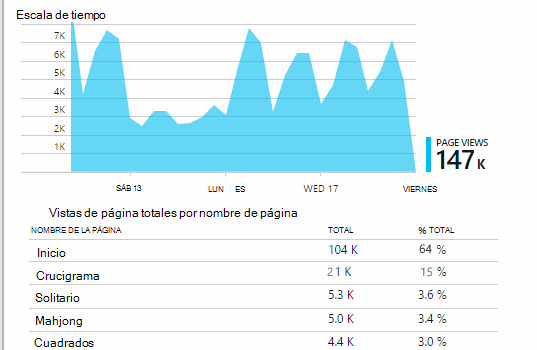 Escala de tiempo
7K
6K
5K
4K
3K
2K
1K
SÁB 13
LUN ES
WED 17
VIERNES
PAGE VIEWS
147 K
Vistas de página totales por nombre de página
NOMBRE DE LA PÁGINA TOTAL % TOTAL
Inicio 104 K 64 %
Crucigrama 21 K 15 %
Solitario 5.3 K 3.6 %
Mahjong 5.0 K 3.4 %
Cuadrados 4.4 K 3.0 %